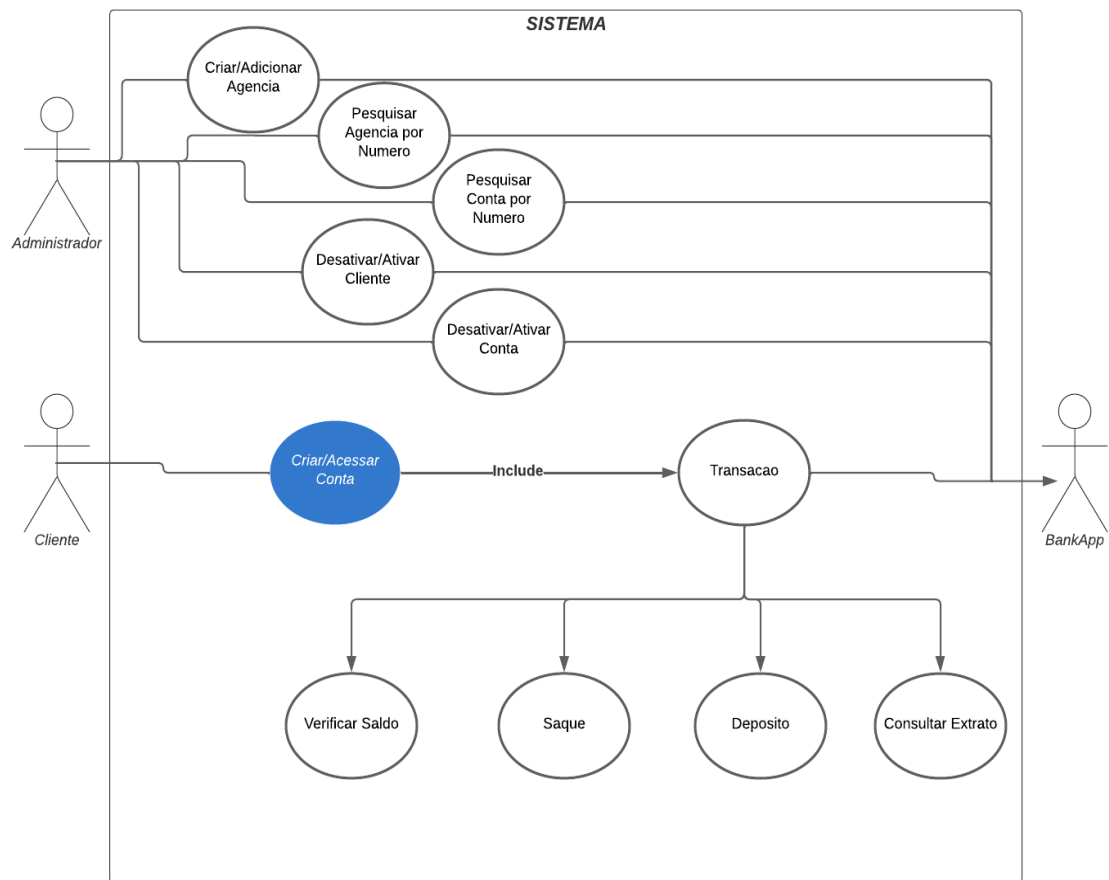 SISTEMA
Criar/Adicionar
Agencia
Pesquisar
Agencia por
Numero
Pesquisar
Conta por
Numero
Administrador
Desativar/Ativar
Cliente
Desativar/Ativar
Conta
Criar/Acessar
Conta
Include
Transacao
Cliente
BankApp
Verificar Saldo
Saque
Deposito
Consultar Extrato